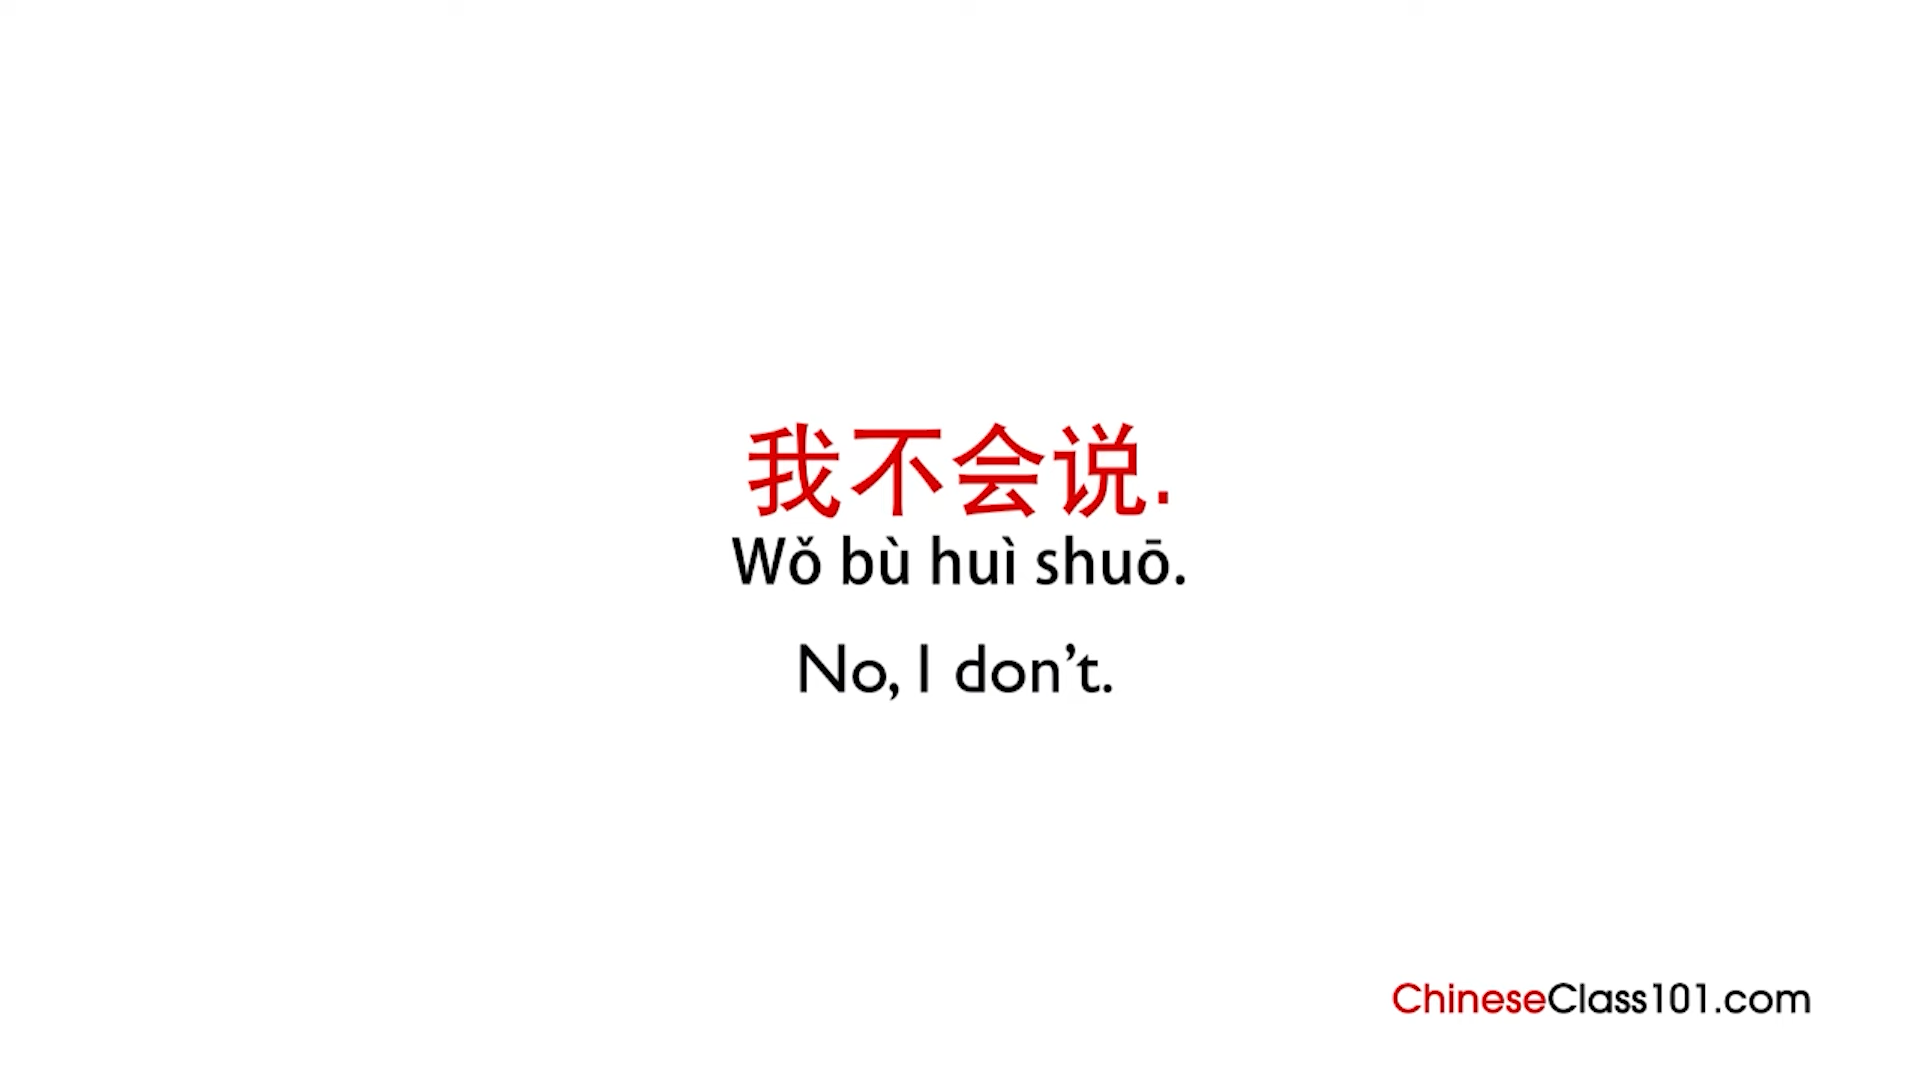 我不会说.
Wǒ bù huì shuō.
No, I don’t.
ChineseClass101.com